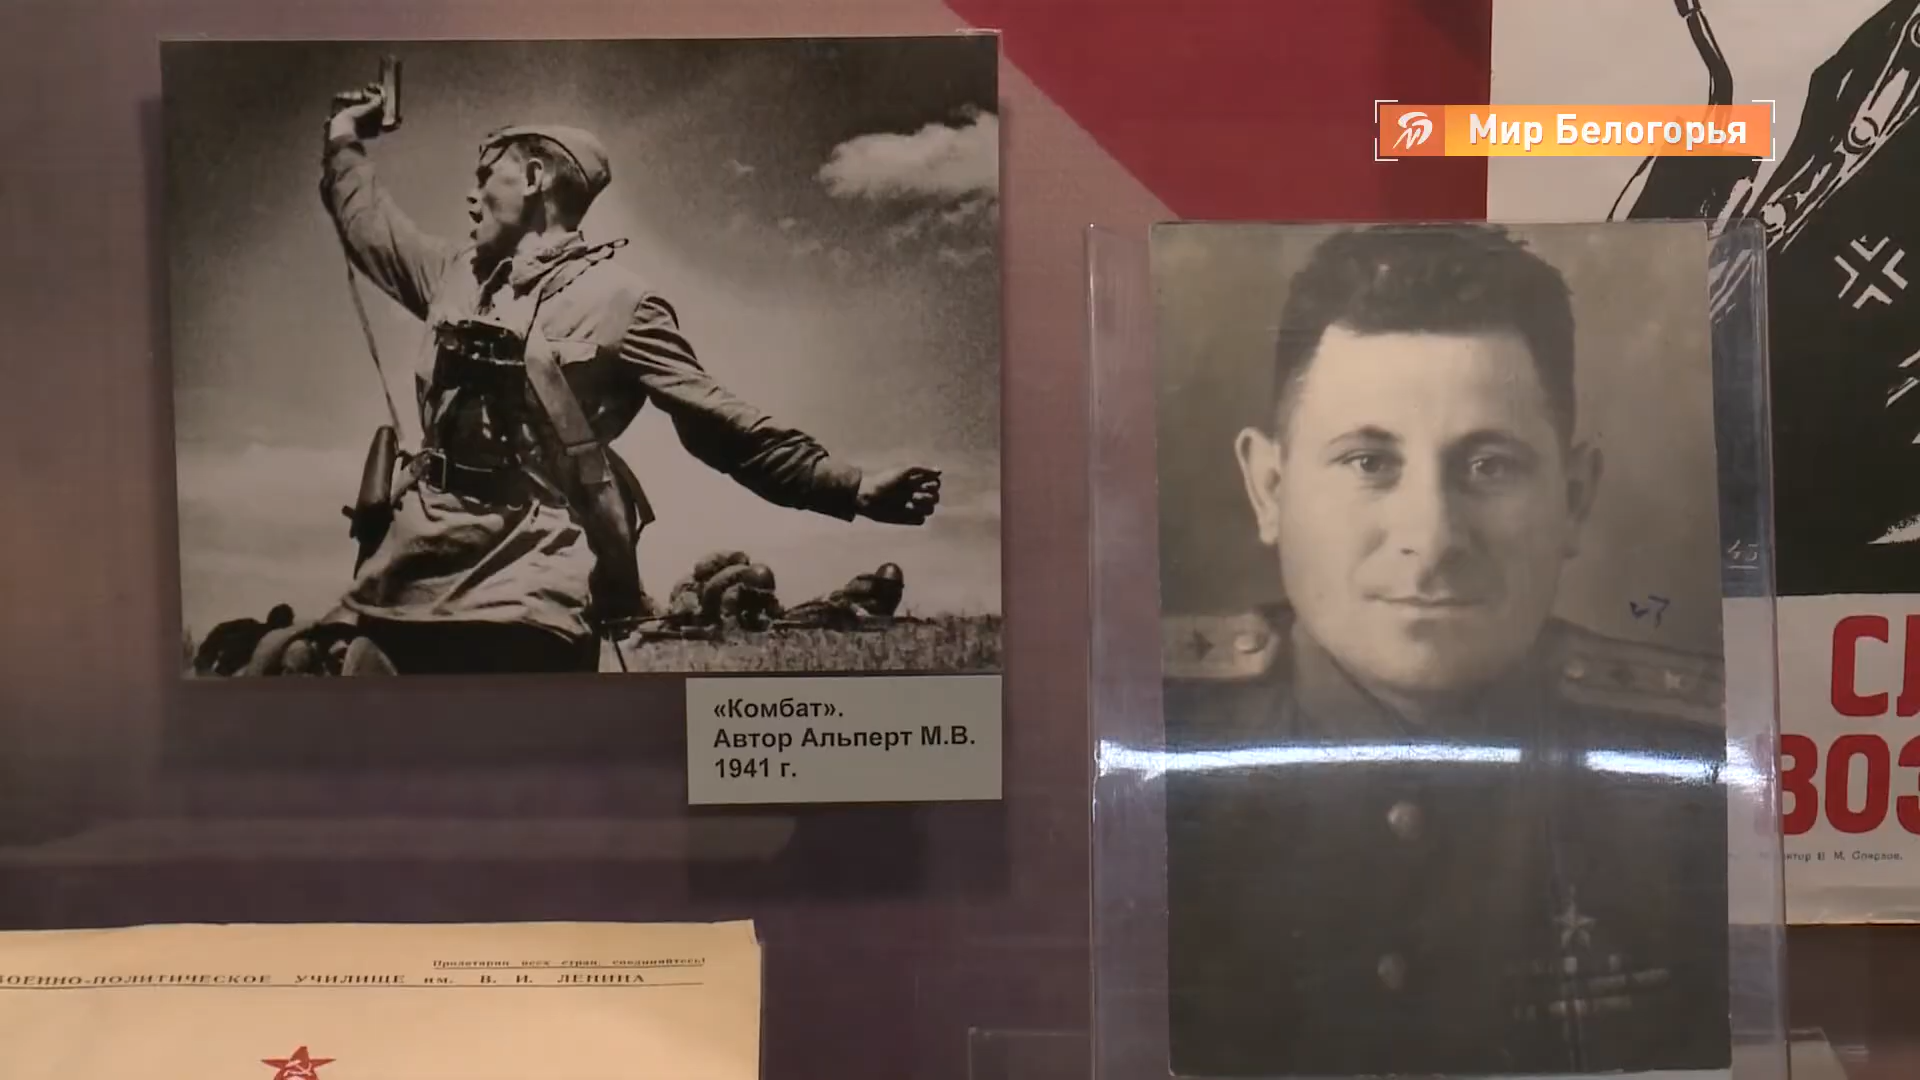 Мир Белогорья
«Комбат».
Автор Альперт М.В.
1941 г.
Пролетарии всех стран, соединяйтесь!
ВОЕННО-ПОЛИТИЧЕСКОЕ УЧИЛИЩЕ им. В. И. ЛЕНИНА